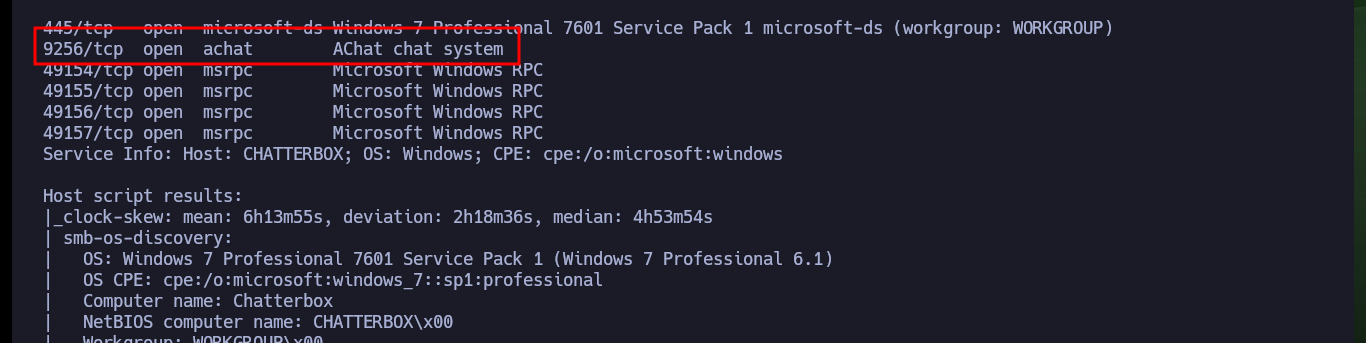 445/tcp   open  microsoft-ds Windows 7 Professional 7601 Service Pack 1 microsoft-ds (workgroup: WORKGROUP)
9256/tcp  open  achat        AChat chat system
49154/tcp open  msrpc        Microsoft Windows RPC
49155/tcp open  msrpc        Microsoft Windows RPC
49156/tcp open  msrpc        Microsoft Windows RPC
49157/tcp open  msrpc        Microsoft Windows RPC
Service Info: Host: CHATTERBOX; OS: Windows; CPE: cpe:/o:microsoft:windows
Host script results:
|_clock-skew: mean: 6h13m55s, deviation: 2h18m36s, median: 4h53m54s
| smb-os-discovery:
|   OS: Windows 7 Professional 7601 Service Pack 1 (Windows 7 Professional 6.1)
|   OS CPE: cpe:/o:microsoft:windows_7::sp1:professional
|   Computer name: Chatterbox
|   NetBIOS computer name: CHATTERBOX\x00
|   Workgroup: WORKGROUP\x00